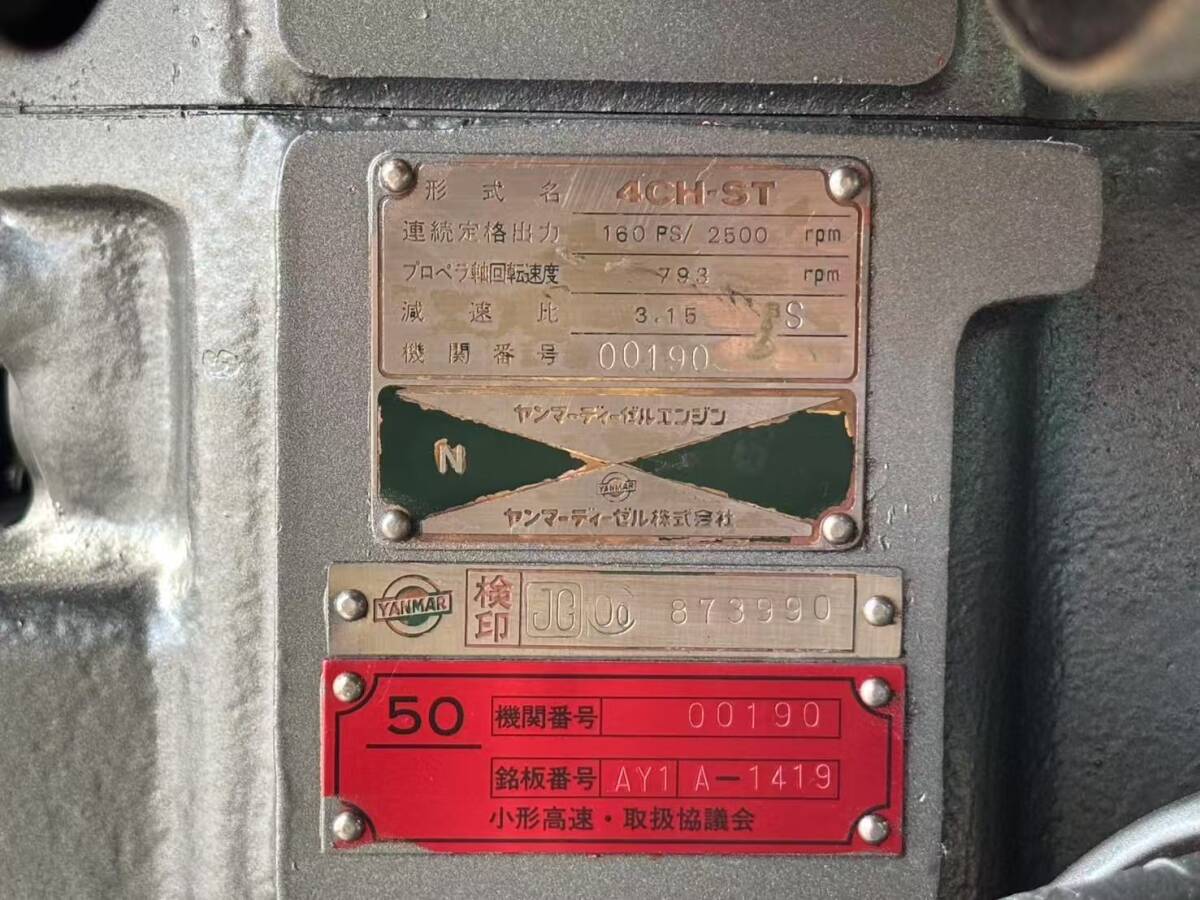 形式名 4CH-ST
連続定格出力 160 PS/ 2500 rpm
プロペラ軸回転速度 793 rpm
減速比 3.15 S
機関番号 00190
ヤンマーディーゼルエンジン
N
YANMAR
ヤンマーディーゼル株式会社
YANMAR 検印 JG 873990
50 機関番号 00190
銘板番号 AY1 A-1419
小形高速・取扱協議会